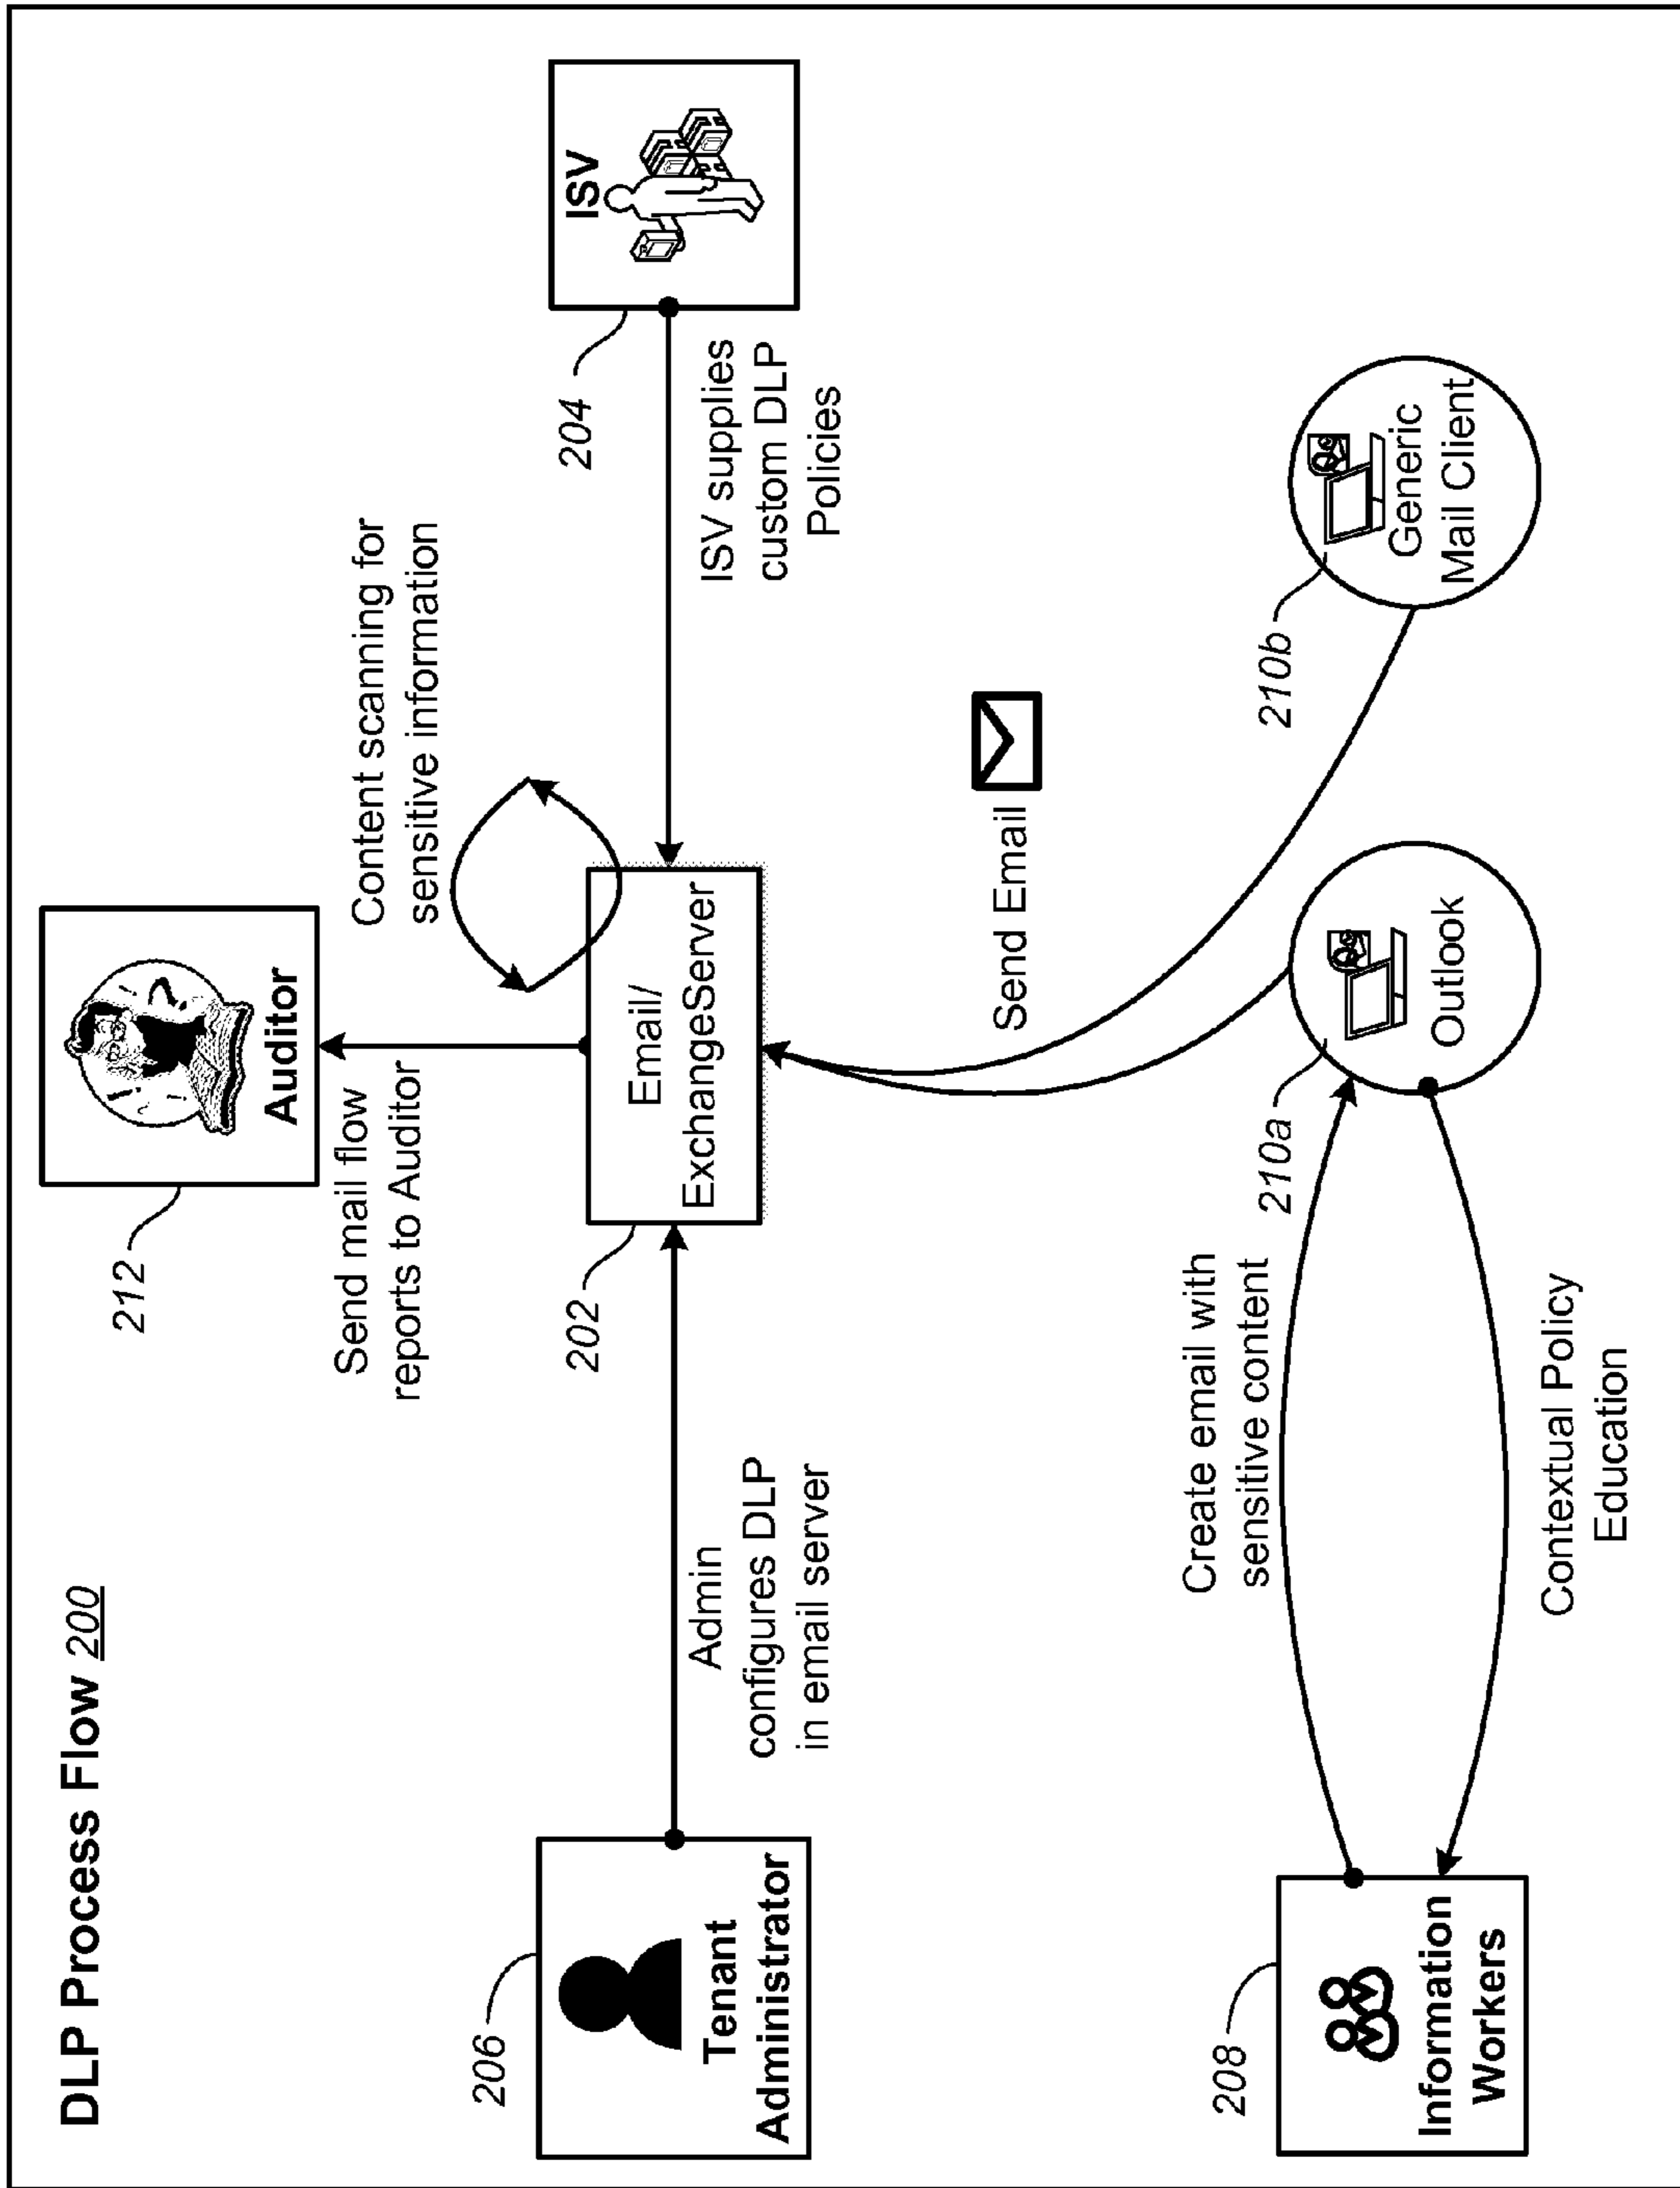 DLP Process Flow 200
212
Auditor
Send mail flow
reports to Auditor
Content scanning for
sensitive information
206
Tenant
Administrator
Admin
configures DLP
in email server
202
Email/
ExchangeServer
204
ISV
ISV supplies
custom DLP
Policies
Send Email
208
Information
Workers
Create email with
sensitive content
Contextual Policy
Education
210a
Outlook
210b
Generic
Mail Client